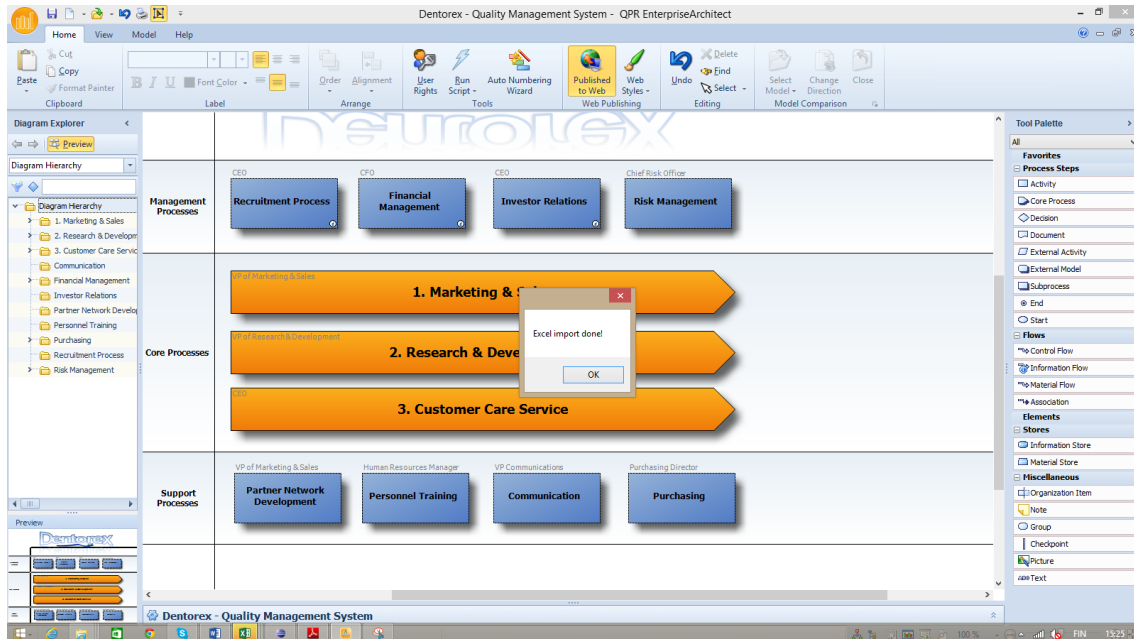 Dentorex - Quality Management System - QPR EnterpriseArchitect
Home View Model Help
Paste
Cut
Copy
Format Painter
Clipboard
B I U Font Color
Label
Order
Alignment
Arrange
User Rights
Run Script
Auto Numbering Wizard
Tools
Published to Web
Web Styles
Web Publishing
Undo
Delete
Find
Select
Editing
Select Model
Change Direction
Close
Model Comparison
Diagram Explorer
Preview
Diagram Hierarchy
Diagram Hierarchy
1. Marketing & Sales
2. Research & Developm
3. Customer Care Servic
Communication
Financial Management
Investor Relations
Partner Network Develop
Personnel Training
Purchasing
Recruitment Process
Risk Management
Preview
Dentorex
Dentorex
Management Processes
CEO
Recruitment Process
CFO
Financial Management
CEO
Investor Relations
Chief Risk Officer
Risk Management
Core Processes
VP of Marketing & Sales
1. Marketing &
VP of Research & Development
2. Research & Deve
CEO
3. Customer Care Service
Excel import done!
OK
Support Processes
VP of Marketing & Sales
Partner Network Development
Human Resources Manager
Personnel Training
VP Communications
Communication
Purchasing Director
Purchasing
Dentorex - Quality Management System
Tool Palette
All
Favorites
Process Steps
Activity
Core Process
Decision
Document
External Activity
External Model
Subprocess
End
Start
Flows
Control Flow
Information Flow
Material Flow
Association
Elements
Stores
Information Store
Material Store
Miscellaneous
Organization Item
Note
Group
Checkpoint
Picture
Text
100 %
FIN 15:25